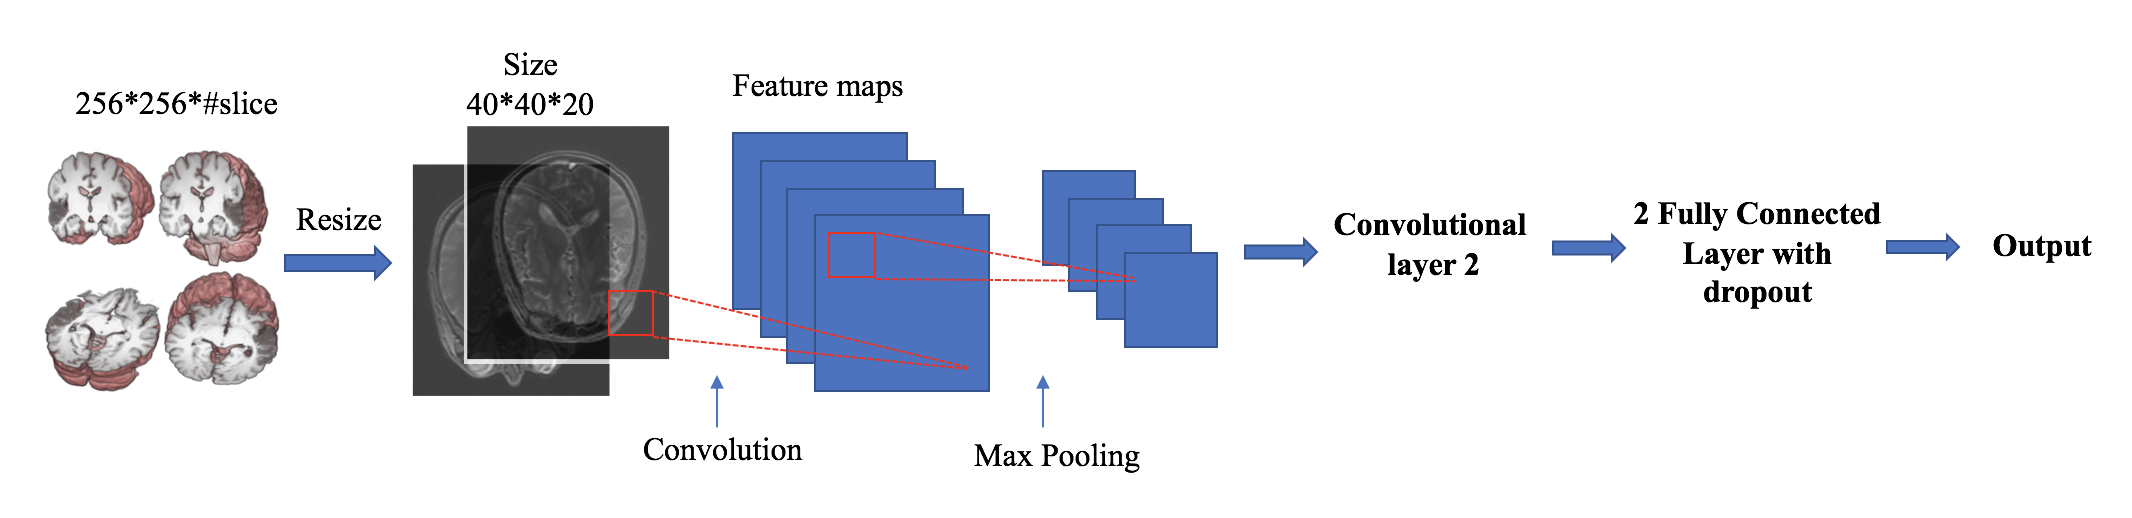 256*256*#slice
Resize
Size
40*40*20
Feature maps
Convolution
Max Pooling
Convolutional
layer 2
2 Fully Connected
Layer with
dropout
Output